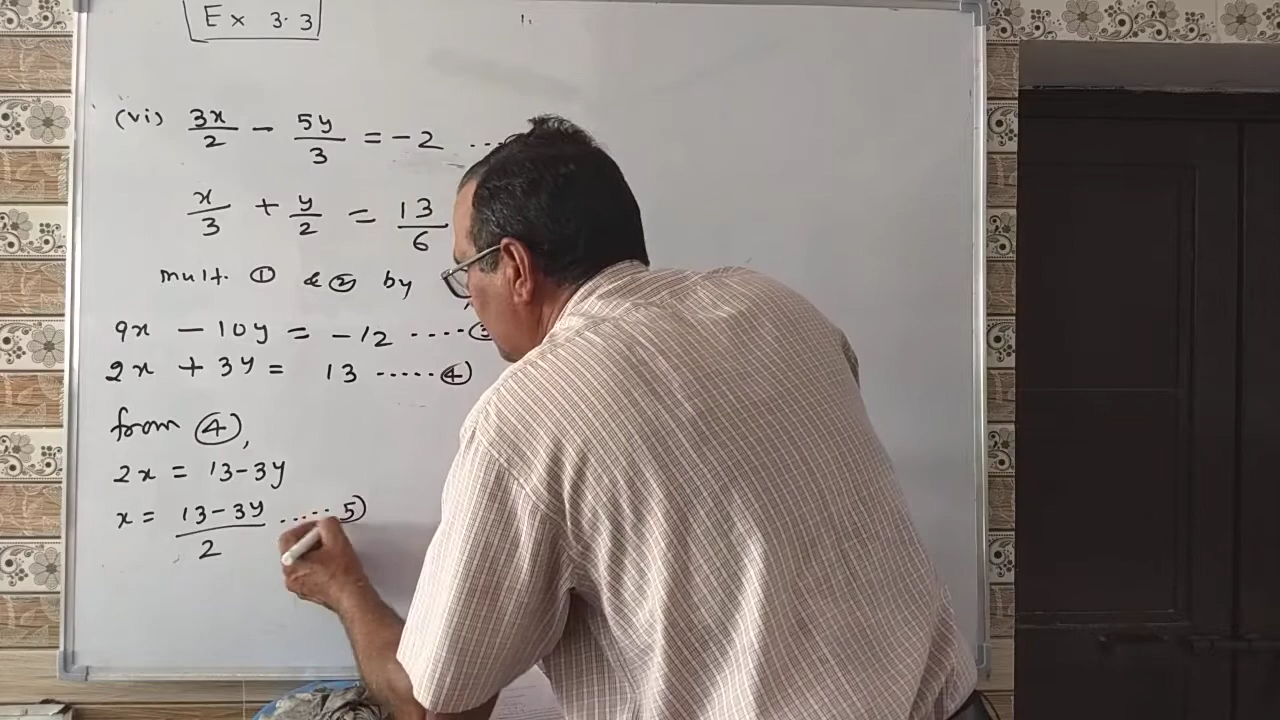 Ex 3.3
(vi) 3x/2 - 5y/3 = -2 ...
x/3 + y/2 = 13/6
mult. ① & ② by
9x - 10y = -12 ....③
2x + 3y = 13 .....④
from ④,
2x = 13-3y
x = 13-3y/2 .....5)